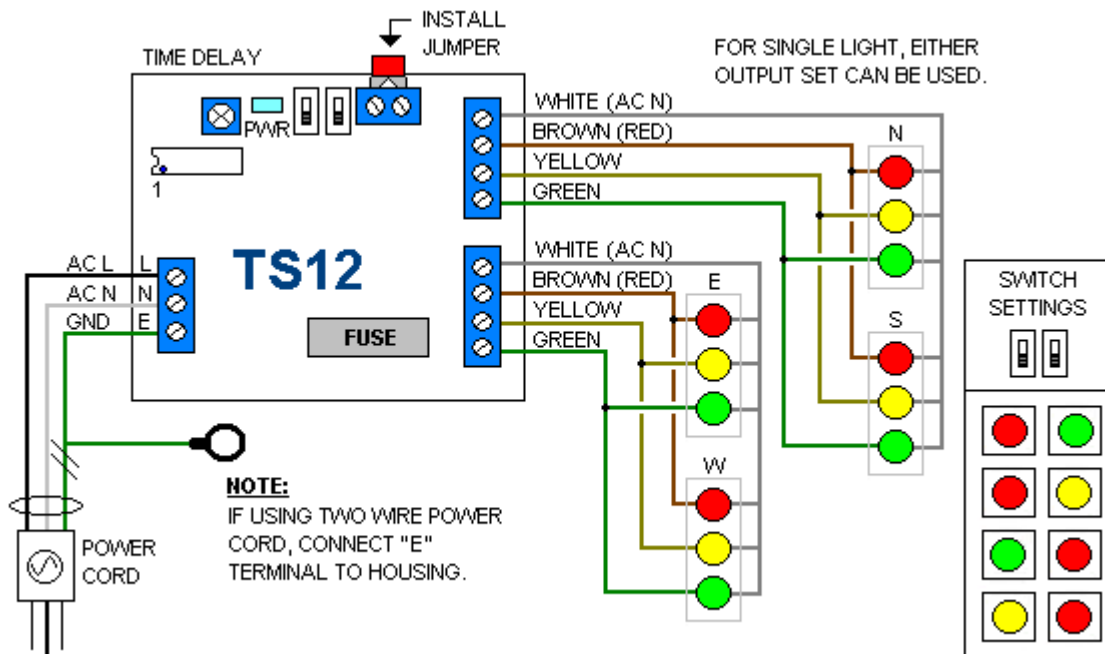 INSTALL
JUMPER
TIME DELAY
FOR SINGLE LIGHT, EITHER
OUTPUT SET CAN BE USED.
PWR
1
WHITE (AC N)
BROWN (RED)
YELLOW
GREEN
N
S
TS12
FUSE
AC L L
AC N N
GND E
WHITE (AC N)
BROWN (RED)
YELLOW
GREEN
E
W
SWITCH
SETTINGS
NOTE:
IF USING TWO WIRE POWER
CORD, CONNECT "E"
TERMINAL TO HOUSING.
POWER
CORD